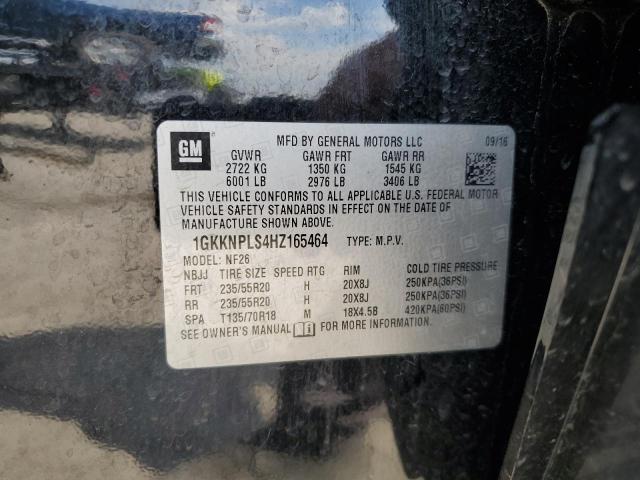 GM MFD BY GENERAL MOTORS LLC 09/16
GVWR GAWR FRT GAWR RR
2722 KG 1350 KG 1545 KG
6001 LB 2976 LB 3406 LB
THIS VEHICLE CONFORMS TO ALL APPLICABLE U.S. FEDERAL MOTOR
VEHICLE SAFETY STANDARDS IN EFFECT ON THE DATE OF
MANUFACTURE SHOWN ABOVE.
1GKKNPLS4HZ165464 TYPE: M.P.V.
MODEL: NF26
NBJJ TIRE SIZE SPEED RTG RIM COLD TIRE PRESSURE
FRT 235/55R20 H 20X8J 250KPA(36PSI)
RR 235/55R20 H 20X8J 250KPA(36PSI)
SPA T135/70R18 M 18X4.5B 420KPA(60PSI)
SEE OWNER'S MANUAL FOR MORE INFORMATION.